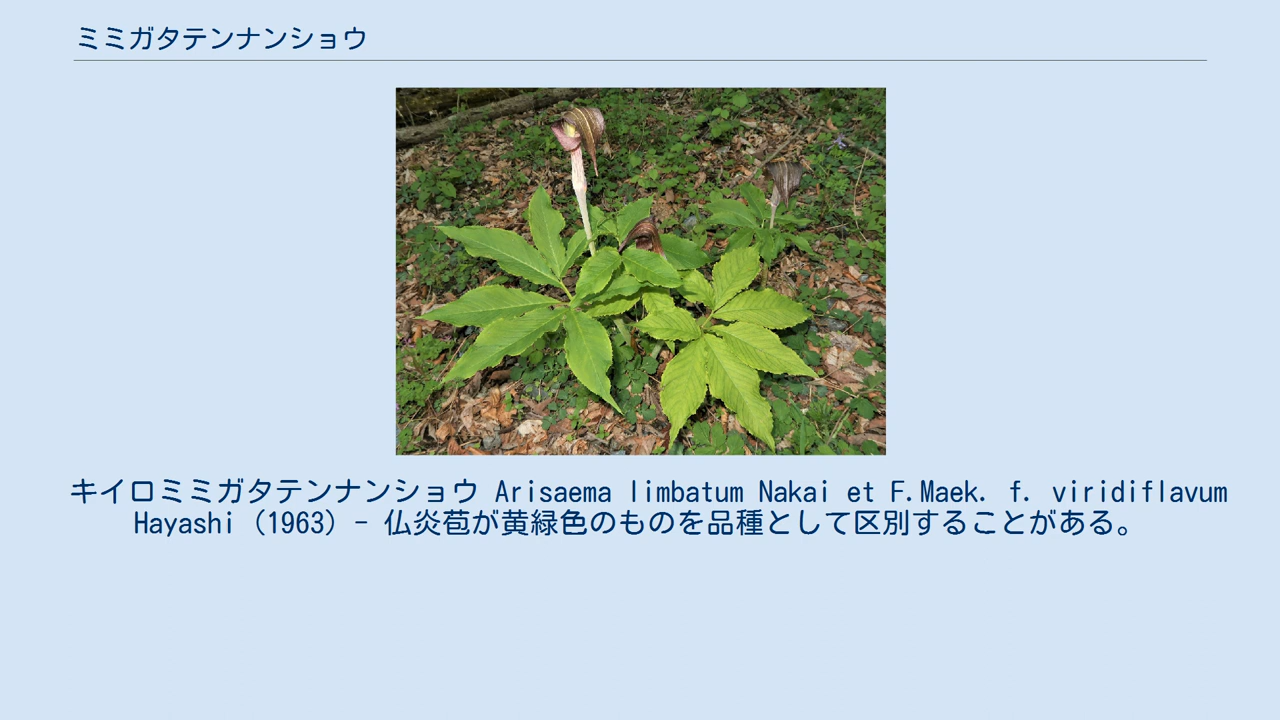 ミミガタテンナンショウ
キイロミミガタテンナンショウ Arisaema limbatum Nakai et F.Maek. f. viridiflavum
Hayashi (1963) - 仏炎苞が黄緑色のものを品種として区別することがある。